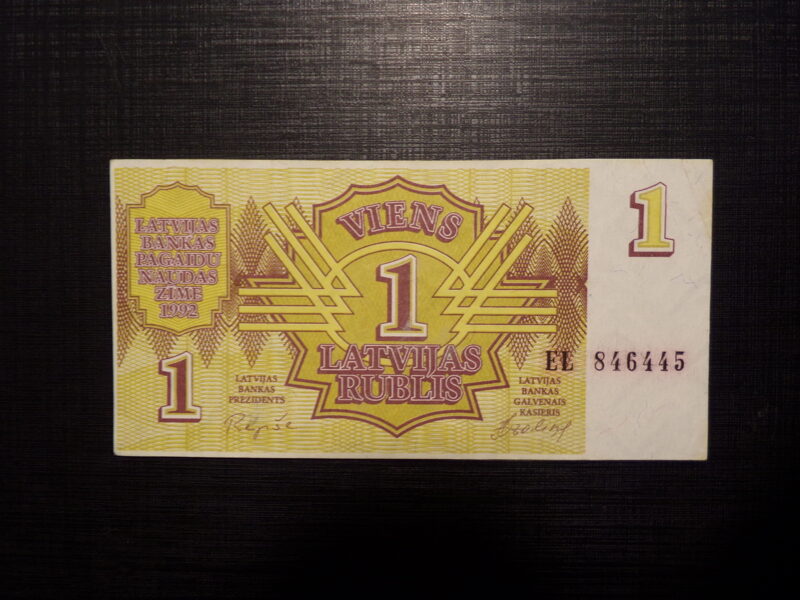 LATVIJAS
BANKAS
PAGAIDU
NAUDAS
ZĪME
1992
VIENS
1
LATVIJAS
RUBLIS
1
1
LATVIJAS
BANKAS
PREZIDENTS
LATVIJAS
BANKAS
GALVENAIS
KASIERIS
EL 846445